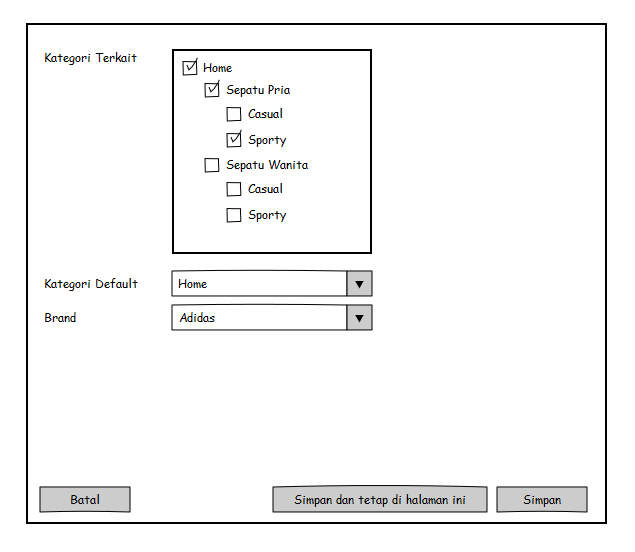 Kategori Terkait
Home
Sepatu Pria
Casual
Sporty
Sepatu Wanita
Casual
Sporty
Kategori Default
Home
Brand
Adidas
Batal
Simpan dan tetap di halaman ini
Simpan